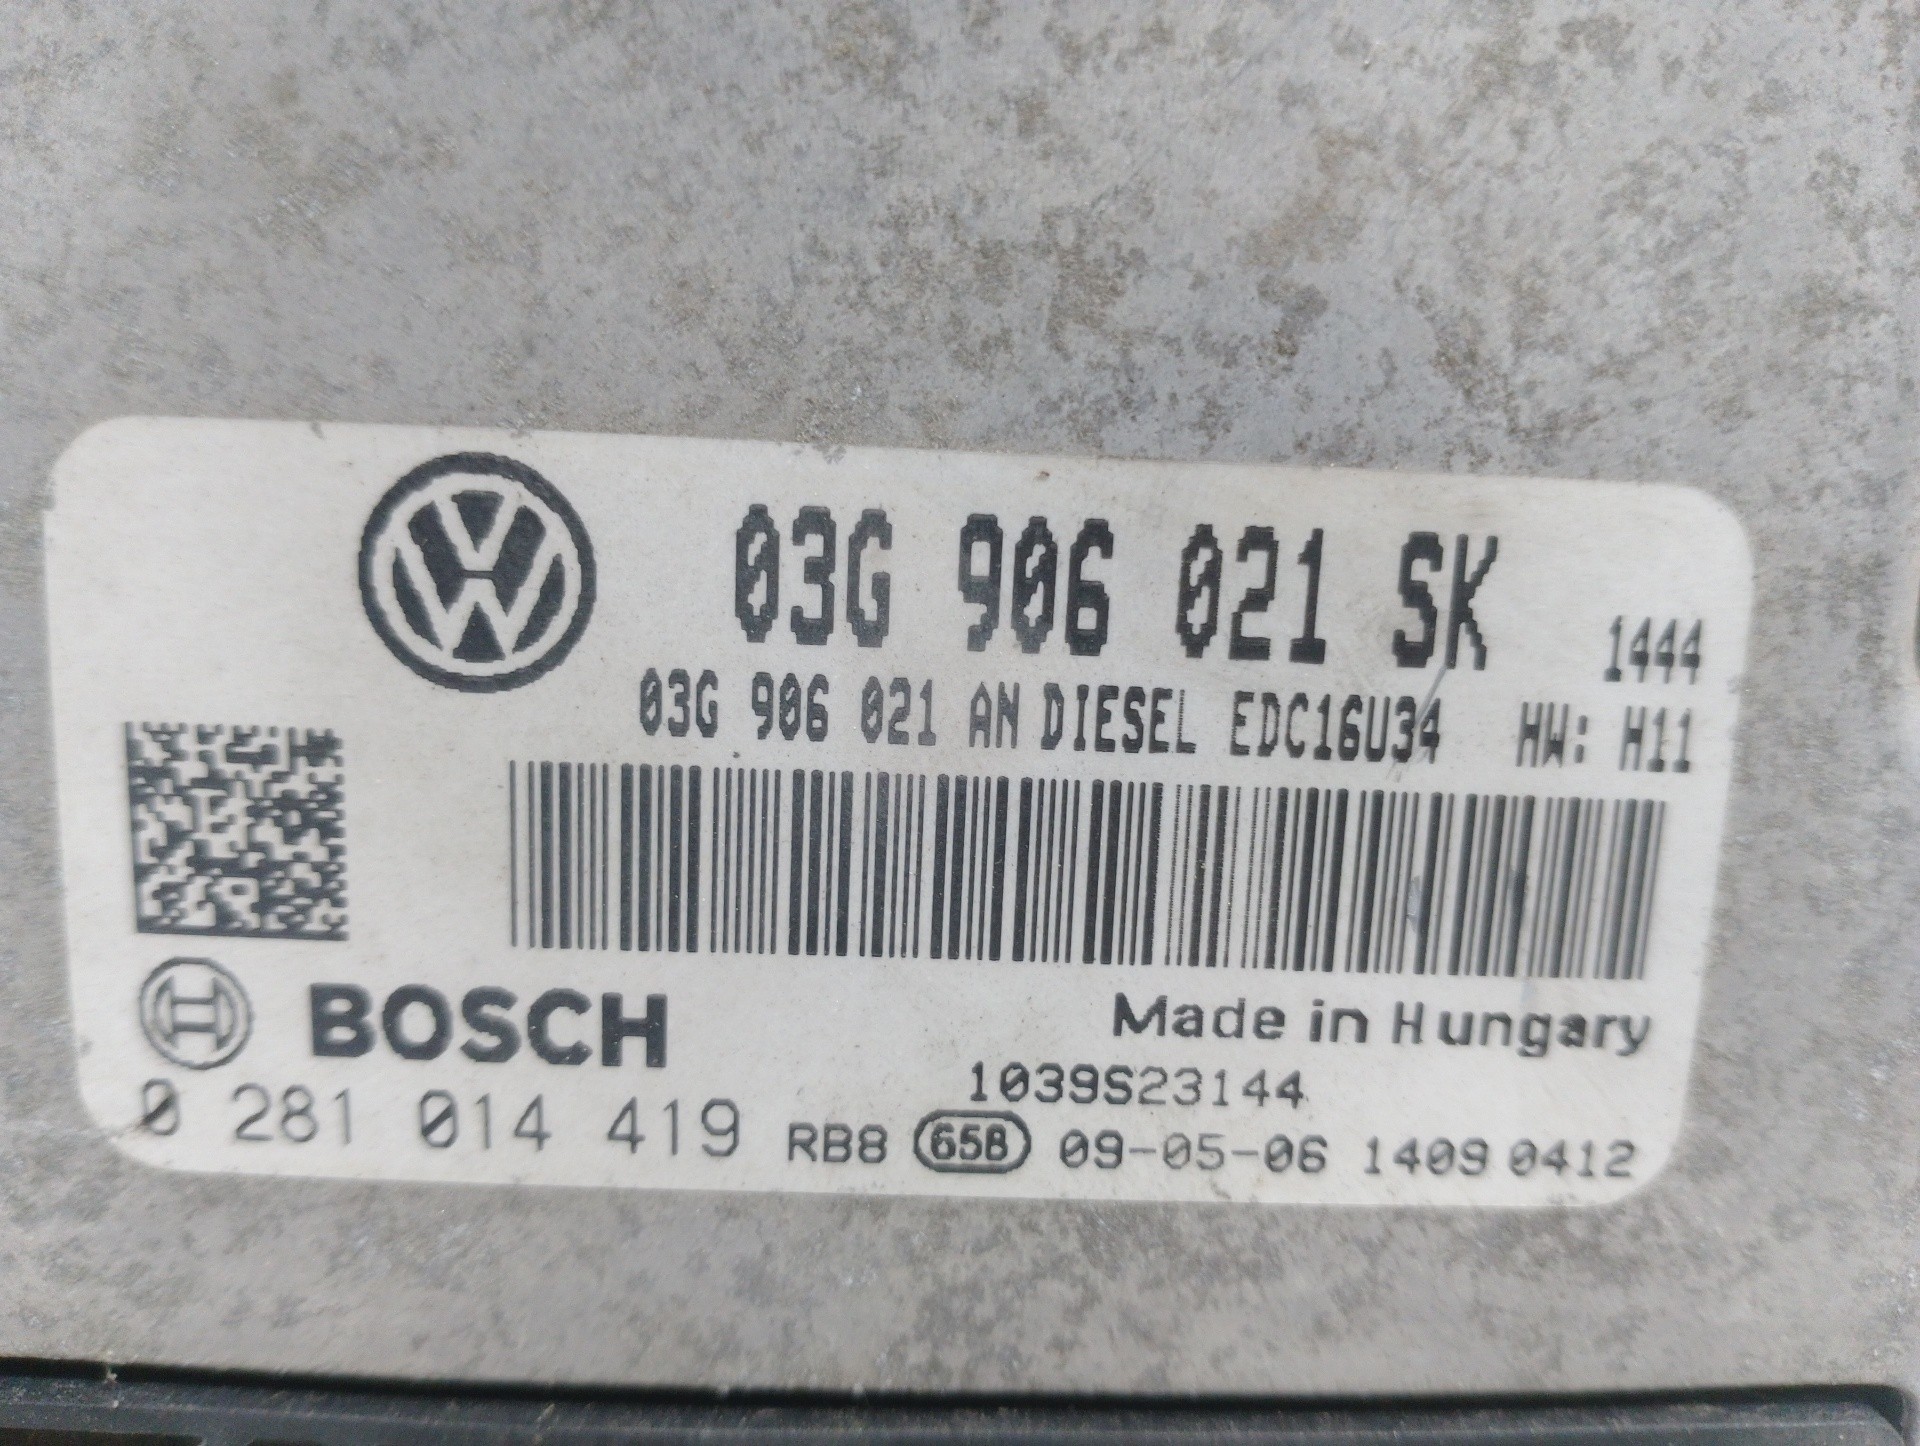 03G 906 021 SK 1444
03G 906 021 AN DIESEL EDC16U34 HW: H11
BOSCH
Made in Hungary
1039S23144
0 281 014 419 RB8 65B 09-05-06 1409 0412